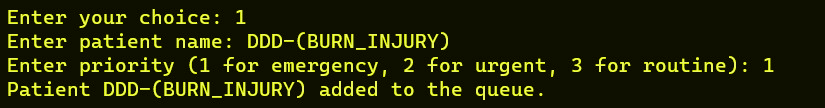 Enter your choice: 1
Enter patient name: DDD-(BURN_INJURY)
Enter priority (1 for emergency, 2 for urgent, 3 for routine): 1
Patient DDD-(BURN_INJURY) added to the queue.